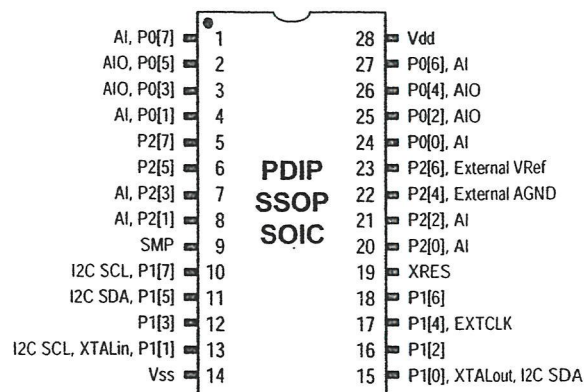 AI, P0[7] 1 28 Vdd
AIO, P0[5] 2 27 P0[6], AI
AIO, P0[3] 3 26 P0[4], AIO
AI, P0[1] 4 25 P0[2], AIO
P2[7] 5 24 P0[0], AI
P2[5] 6 PDIP 23 P2[6], External VRef
AI, P2[3] 7 SSOP 22 P2[4], External AGND
AI, P2[1] 8 SOIC 21 P2[2], AI
SMP 9 20 P2[0], AI
I2C SCL, P1[7] 10 19 XRES
I2C SDA, P1[5] 11 18 P1[6]
P1[3] 12 17 P1[4], EXTCLK
I2C SCL, XTALin, P1[1] 13 16 P1[2]
Vss 14 15 P1[0], XTALout, I2C SDA